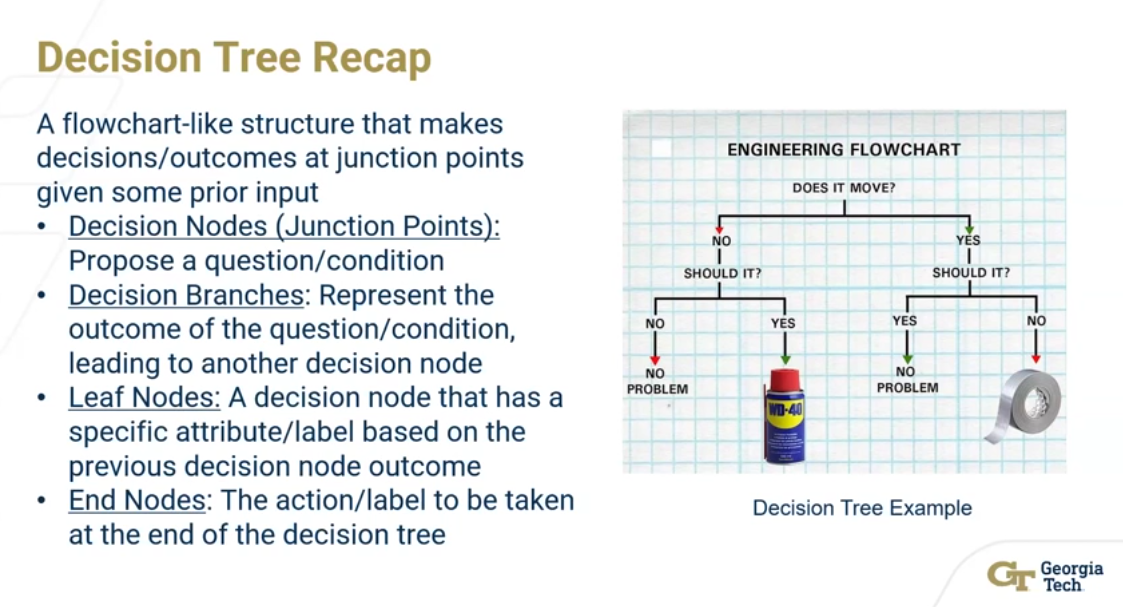 Decision Tree Recap
A flowchart-like structure that makes
decisions/outcomes at junction points
given some prior input
• Decision Nodes (Junction Points):
Propose a question/condition
• Decision Branches: Represent the
outcome of the question/condition,
leading to another decision node
• Leaf Nodes: A decision node that has a
specific attribute/label based on the
previous decision node outcome
• End Nodes: The action/label to be taken
at the end of the decision tree
ENGINEERING FLOWCHART
DOES IT MOVE?
NO
YES
SHOULD IT?
SHOULD IT?
NO
YES
YES
NO
NO
PROBLEM
NO
PROBLEM
WD-40
Decision Tree Example
GT
Georgia
Tech